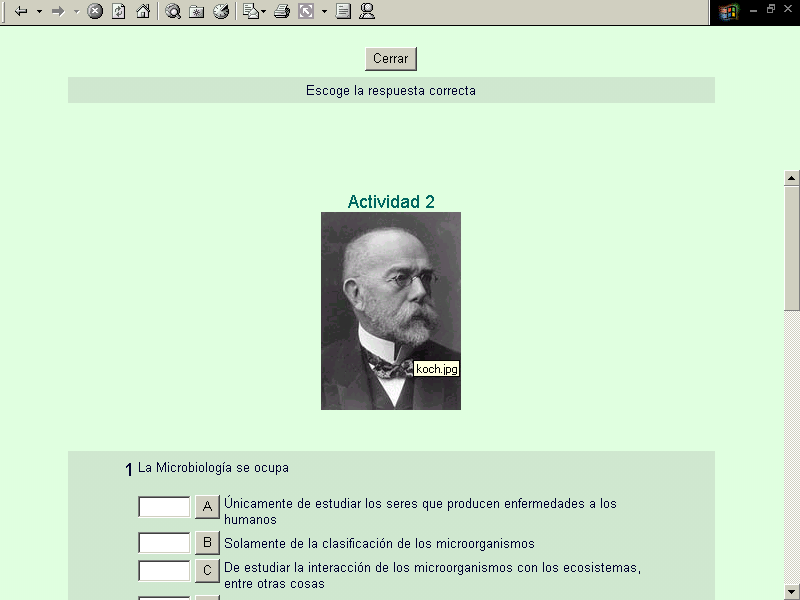 Cerrar
Escoge la respuesta correcta
Actividad 2
koch.jpg
1 La Microbiología se ocupa
A Únicamente de estudiar los seres que producen enfermedades a los
humanos
B Solamente de la clasificación de los microorganismos
C De estudiar la interacción de los microorganismos con los ecosistemas,
entre otras cosas